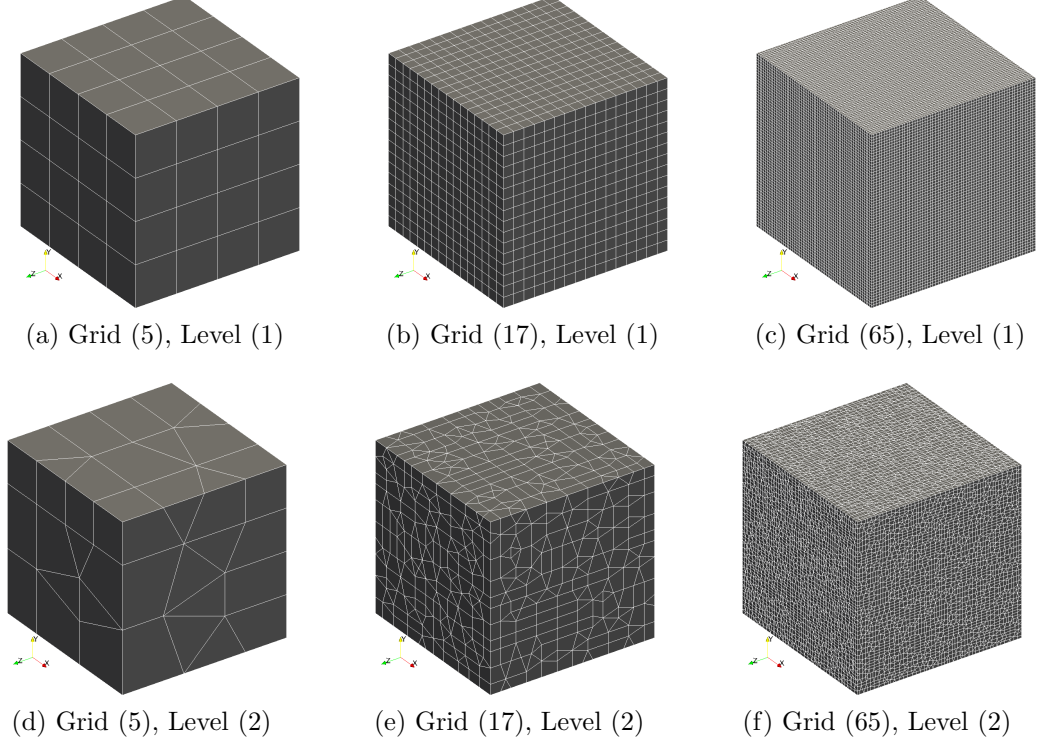 Y
Z
X
Y
Z
X
Y
Z
X
(a) Grid (5), Level (1)
(b) Grid (17), Level (1)
(c) Grid (65), Level (1)
Y
Z
X
Y
Z
X
Y
Z
X
(d) Grid (5), Level (2)
(e) Grid (17), Level (2)
(f) Grid (65), Level (2)